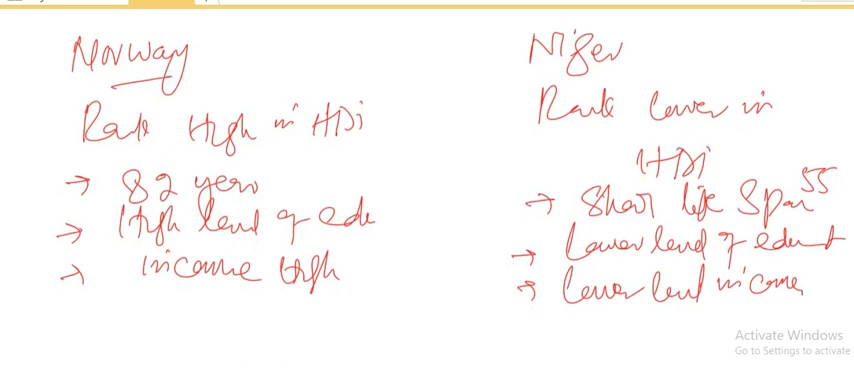 Norway
Rank High in HDI
→ 82 years
→ High level of edu
→ income High
Niger
Rank lower in
HDI
→ Short life Span 55
→ Lower level of educat
→ Lower level income
Activate Windows
Go to Settings to activate